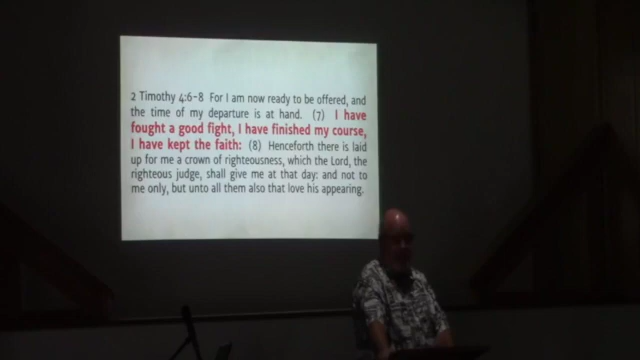 2 Timothy 4:6-8 For I am now ready to be offered, and
the time of my departure is at hand. (7) I have
fought a good fight, I have finished my course,
I have kept the faith: (8) Henceforth there is laid
up for me a crown of righteousness, which the Lord, the
righteous judge, shall give me at that day: and not to
me only, but unto all them also that love his appearing.